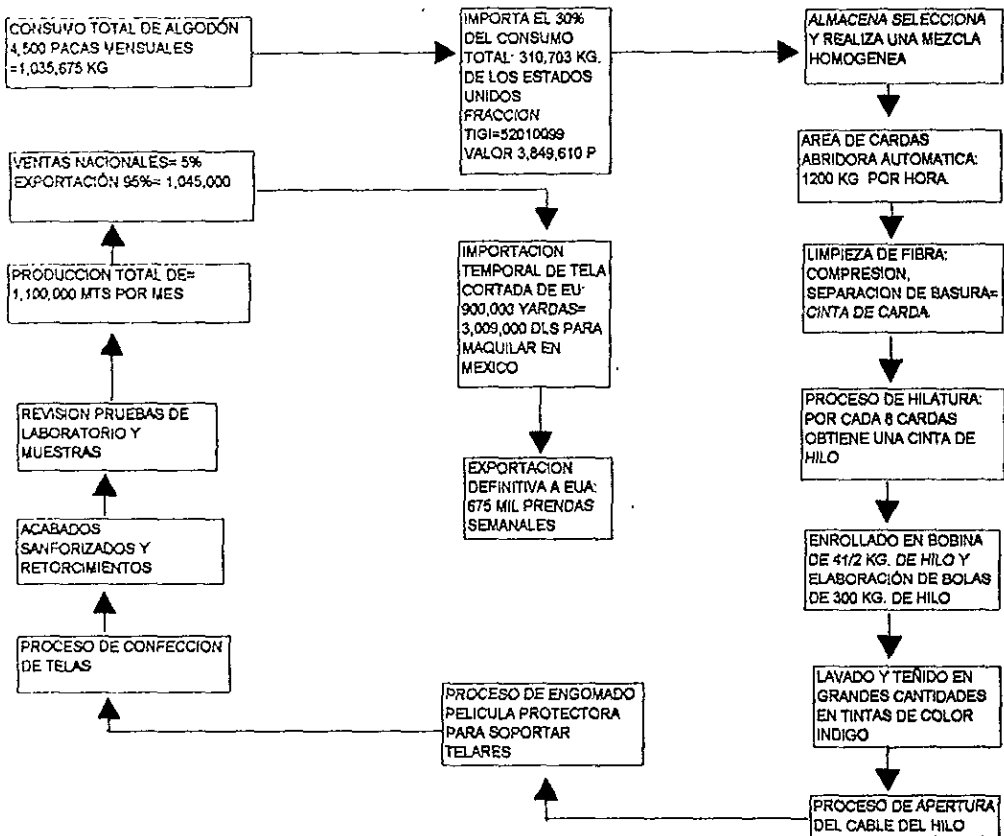 CONSUMO TOTAL DE ALGODÓN
4,500 PACAS MENSUALES
=1,035,675 KG
IMPORTA EL 30%
DEL CONSUMO
TOTAL: 310,703 KG.
DE LOS ESTADOS
UNIDOS
FRACCION
TIGI=52010099
VALOR 3,849,610 P
ALMACENA SELECCIONA
Y REALIZA UNA MEZCLA
HOMOGENEA
AREA DE CARDAS
ABRIDORA AUTOMATICA:
1200 KG POR HORA.
LIMPIEZA DE FIBRA:
COMPRESION,
SEPARACION DE BASURA=
CINTA DE CARDA
PROCESO DE HILATURA:
POR CADA 8 CARDAS
OBTIENE UNA CINTA DE
HILO
ENROLLADO EN BOBINA
DE 41/2 KG. DE HILO Y
ELABORACIÓN DE BOLAS
DE 300 KG. DE HILO
LAVADO Y TEÑIDO EN
GRANDES CANTIDADES
EN TINTAS DE COLOR
INDIGO
PROCESO DE APERTURA
DEL CABLE DEL HILO
PROCESO DE ENGOMADO
PELICULA PROTECTORA
PARA SOPORTAR
TELARES
PROCESO DE CONFECCION
DE TELAS
ACABADOS
SANFORIZADOS Y
RETORCIMIENTOS
REVISION PRUEBAS DE
LABORATORIO Y
MUESTRAS
PRODUCCION TOTAL DE=
1,100,000 MTS POR MES
VENTAS NACIONALES= 5%
EXPORTACIÓN 95%= 1,045,000
IMPORTACION
TEMPORAL DE TELA
CORTADA DE EU:
900,000 YARDAS=
3,009,000 DLS PARA
MAQUILAR EN
MEXICO
EXPORTACION
DEFINITIVA A EUA:
675 MIL PRENDAS
SEMANALES